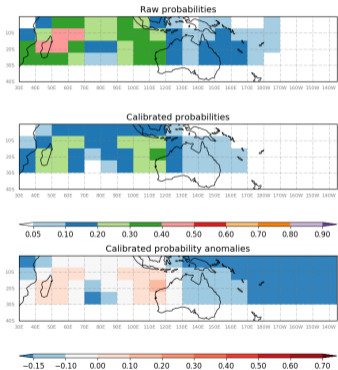 Raw probabilities
10S
20S
30S
40S
30E 40E 50E 60E 70E 80E 90E 100E 110E 120E 130E 140E 150E 160E 170E 180W 170W 160W 150W 140W
Calibrated probabilities
10S
20S
30S
40S
30E 40E 50E 60E 70E 80E 90E 100E 110E 120E 130E 140E 150E 160E 170E 180W 170W 160W 150W 140W
0.05 0.10 0.20 0.30 0.40 0.50 0.60 0.70 0.80 0.90
Calibrated probability anomalies
10S
20S
30S
40S
30E 40E 50E 60E 70E 80E 90E 100E 110E 120E 130E 140E 150E 160E 170E 180W 170W 160W 150W 140W
−0.15 −0.10 0.00 0.10 0.20 0.30 0.40 0.50 0.60 0.70